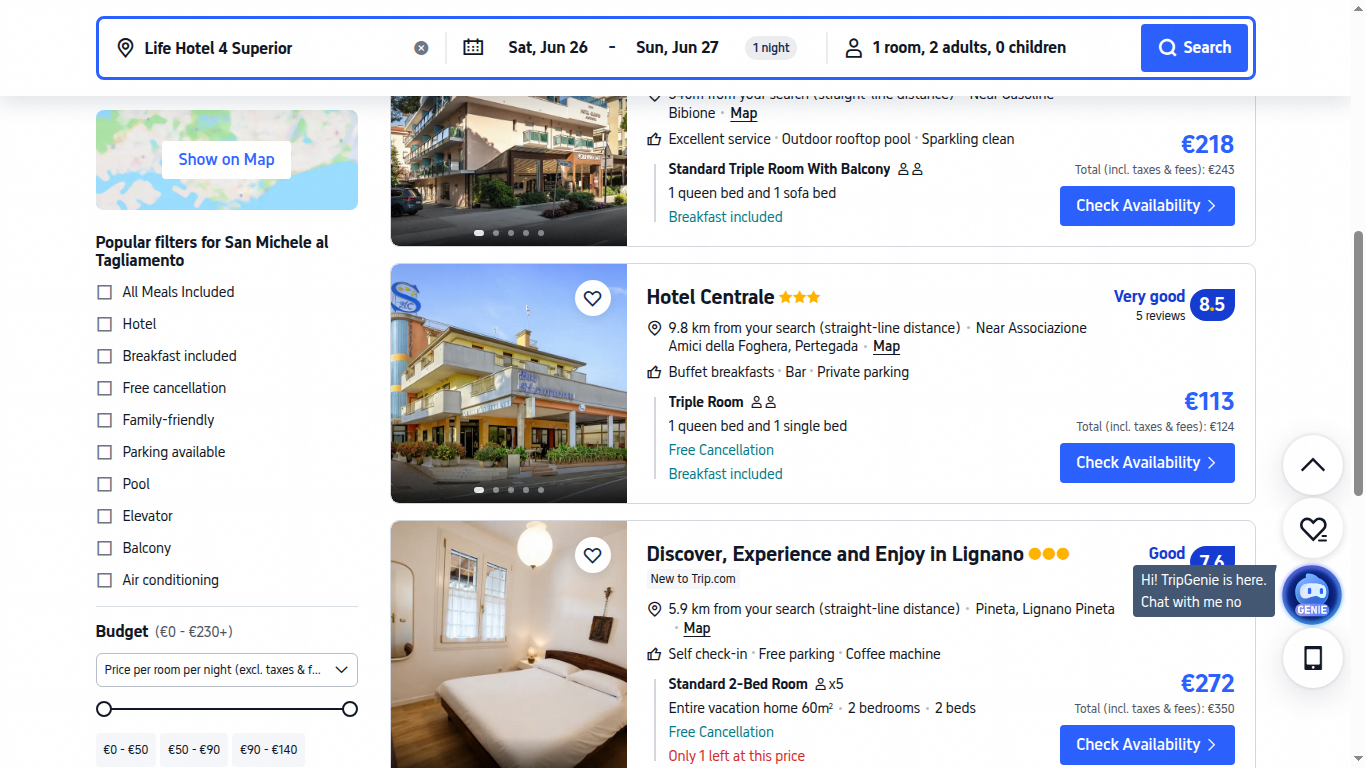 Life Hotel 4 Superior
Sat, Jun 26 - Sun, Jun 27 1 night
1 room, 2 adults, 0 children
Search
Show on Map
Popular filters for San Michele al
Tagliamento
All Meals Included
Hotel
Breakfast included
Free cancellation
Family-friendly
Parking available
Pool
Elevator
Balcony
Air conditioning
Budget (€0 - €230+)
Price per room per night (excl. taxes & f...
€0 - €50 €50 - €90 €90 - €140
from your search (straight-line distance) · Near Gasoline
Bibione · Map
Excellent service · Outdoor rooftop pool · Sparkling clean
Standard Triple Room With Balcony
1 queen bed and 1 sofa bed
Breakfast included
€218
Total (incl. taxes & fees): €243
Check Availability
Hotel Centrale
Very good
5 reviews
8.5
9.8 km from your search (straight-line distance) · Near Associazione
Amici della Foghera, Pertegada · Map
Buffet breakfasts · Bar · Private parking
Triple Room
1 queen bed and 1 single bed
Free Cancellation
Breakfast included
€113
Total (incl. taxes & fees): €124
Check Availability
Discover, Experience and Enjoy in Lignano
New to Trip.com
Good
7.6
5.9 km from your search (straight-line distance) · Pineta, Lignano Pineta
· Map
Self check-in · Free parking · Coffee machine
Standard 2-Bed Room x5
Entire vacation home 60m² · 2 bedrooms · 2 beds
Free Cancellation
Only 1 left at this price
€272
Total (incl. taxes & fees): €350
Check Availability
Hi! TripGenie is here.
Chat with me no
GENIE